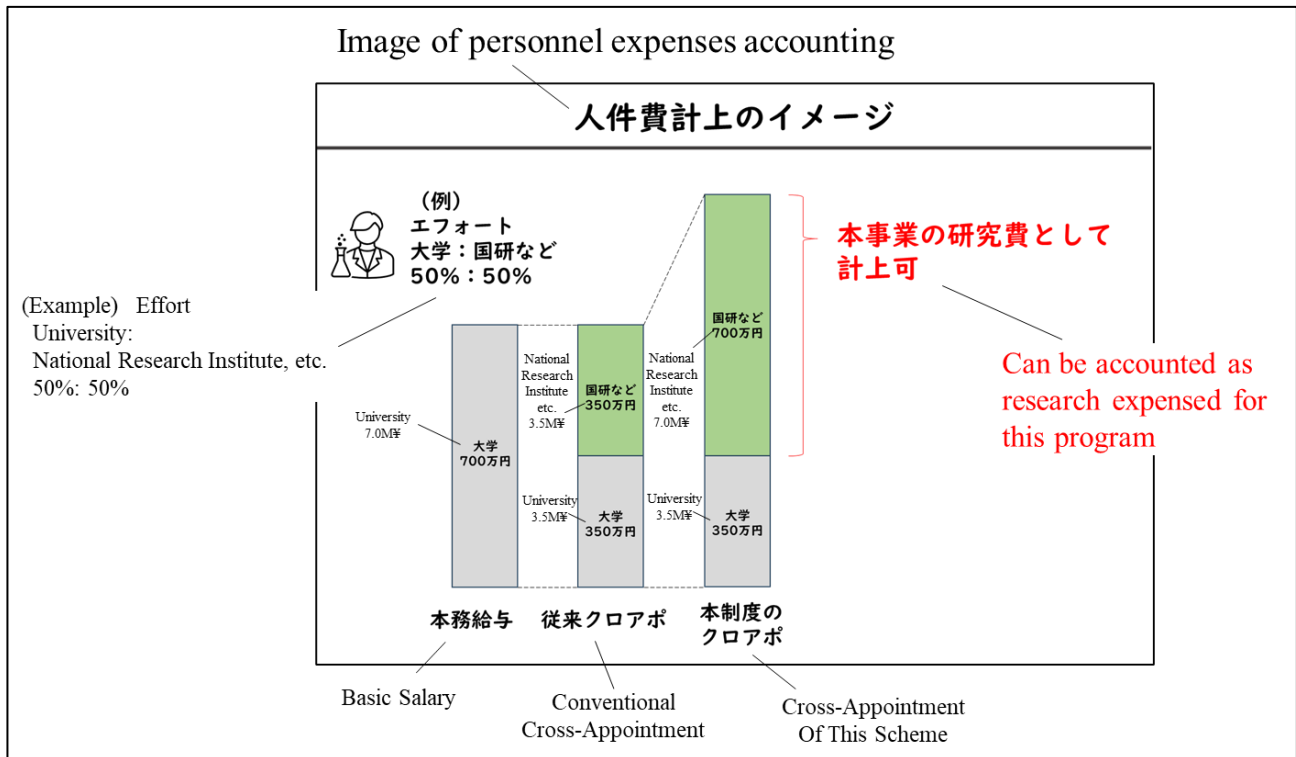 Image of personnel expenses accounting
人件費計上のイメージ
（例）
エフォート
大学：国研など
50%：50%
(Example) Effort
University:
National Research Institute, etc.
50%: 50%
本事業の研究費として
計上可
Can be accounted as
research expensed for
this program
University
7.0M¥
大学
700万円
National
Research
Institute
etc.
3.5M¥
国研など
350万円
University
3.5M¥
大学
350万円
National
Research
Institute
etc.
7.0M¥
国研など
700万円
University
3.5M¥
大学
350万円
本務給与
従来クロアポ
本制度の
クロアポ
Basic Salary
Conventional
Cross-Appointment
Cross-Appointment
Of This Scheme